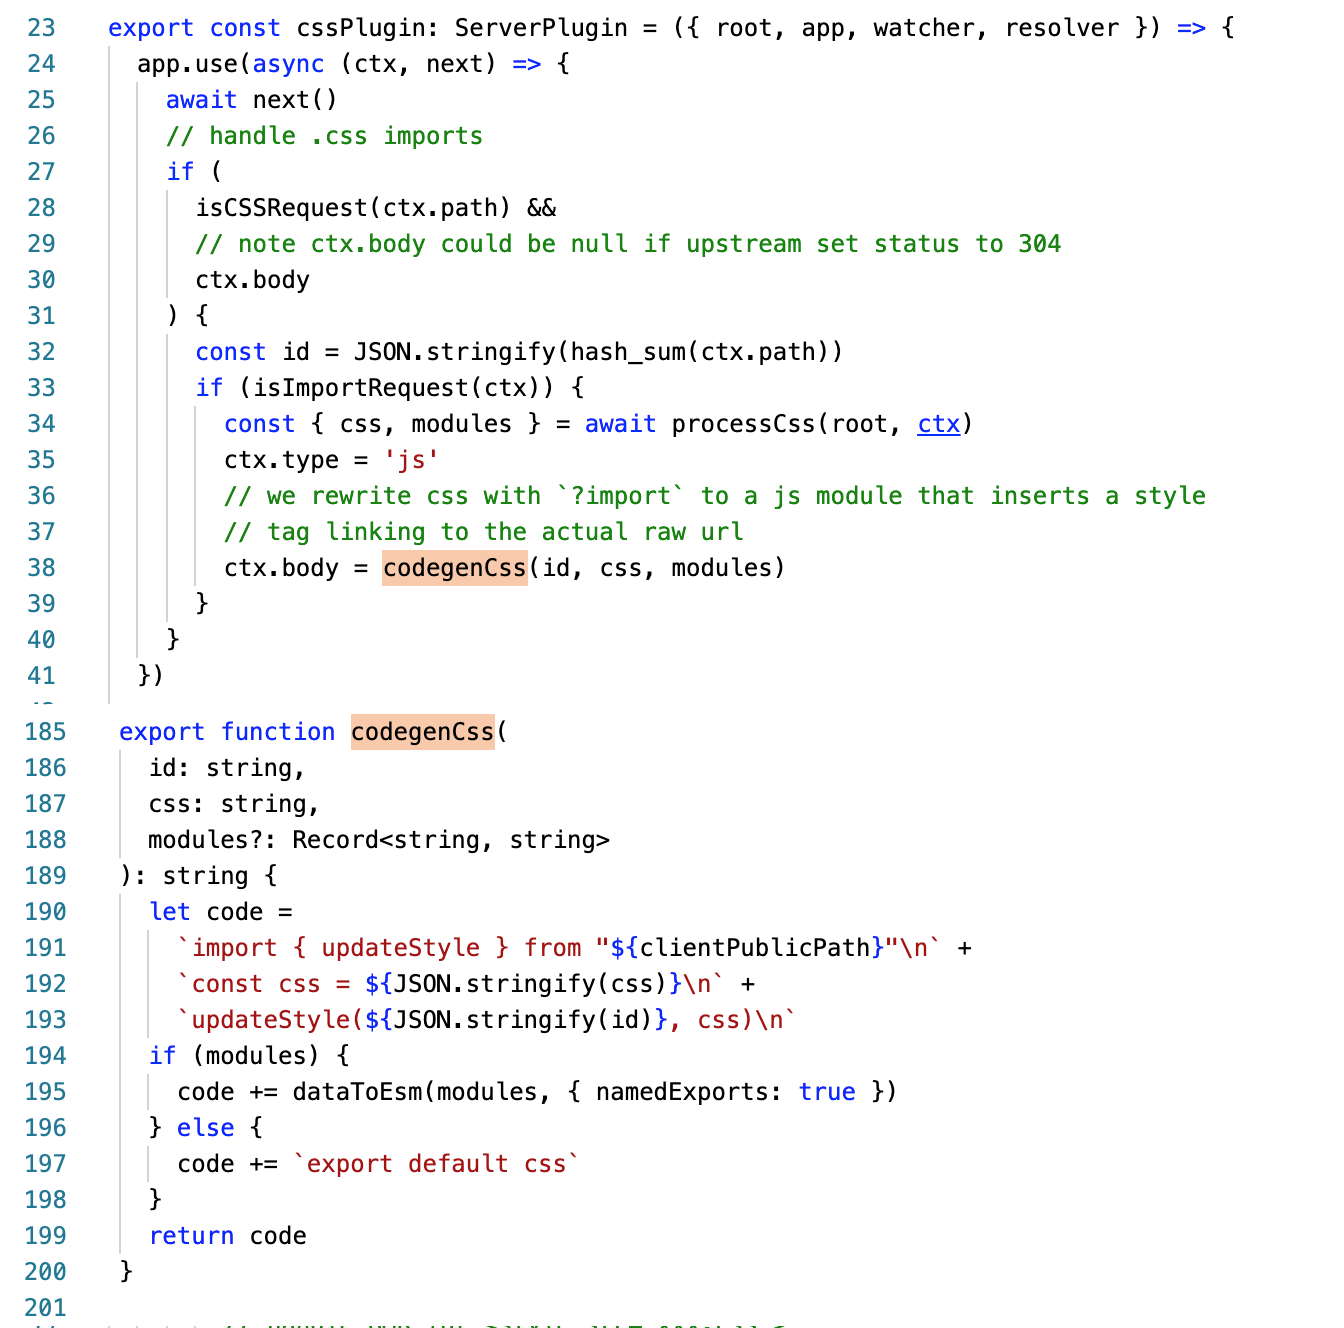 23 export const cssPlugin: ServerPlugin = ({ root, app, watcher, resolver }) => {
24 app.use(async (ctx, next) => {
25 await next()
26 // handle .css imports
27 if (
28 isCSSRequest(ctx.path) &&
29 // note ctx.body could be null if upstream set status to 304
30 ctx.body
31 ) {
32 const id = JSON.stringify(hash_sum(ctx.path))
33 if (isImportRequest(ctx)) {
34 const { css, modules } = await processCss(root, ctx)
35 ctx.type = 'js'
36 // we rewrite css with `?import` to a js module that inserts a style
37 // tag linking to the actual raw url
38 ctx.body = codegenCss(id, css, modules)
39 }
40 }
41 })
185 export function codegenCss(
186 id: string,
187 css: string,
188 modules?: Record<string, string>
189 ): string {
190 let code =
191 `import { updateStyle } from "${clientPublicPath}"\n` +
192 `const css = ${JSON.stringify(css)}\n` +
193 `updateStyle(${JSON.stringify(id)}, css)\n`
194 if (modules) {
195 code += dataToEsm(modules, { namedExports: true })
196 } else {
197 code += `export default css`
198 }
199 return code
200 }
201